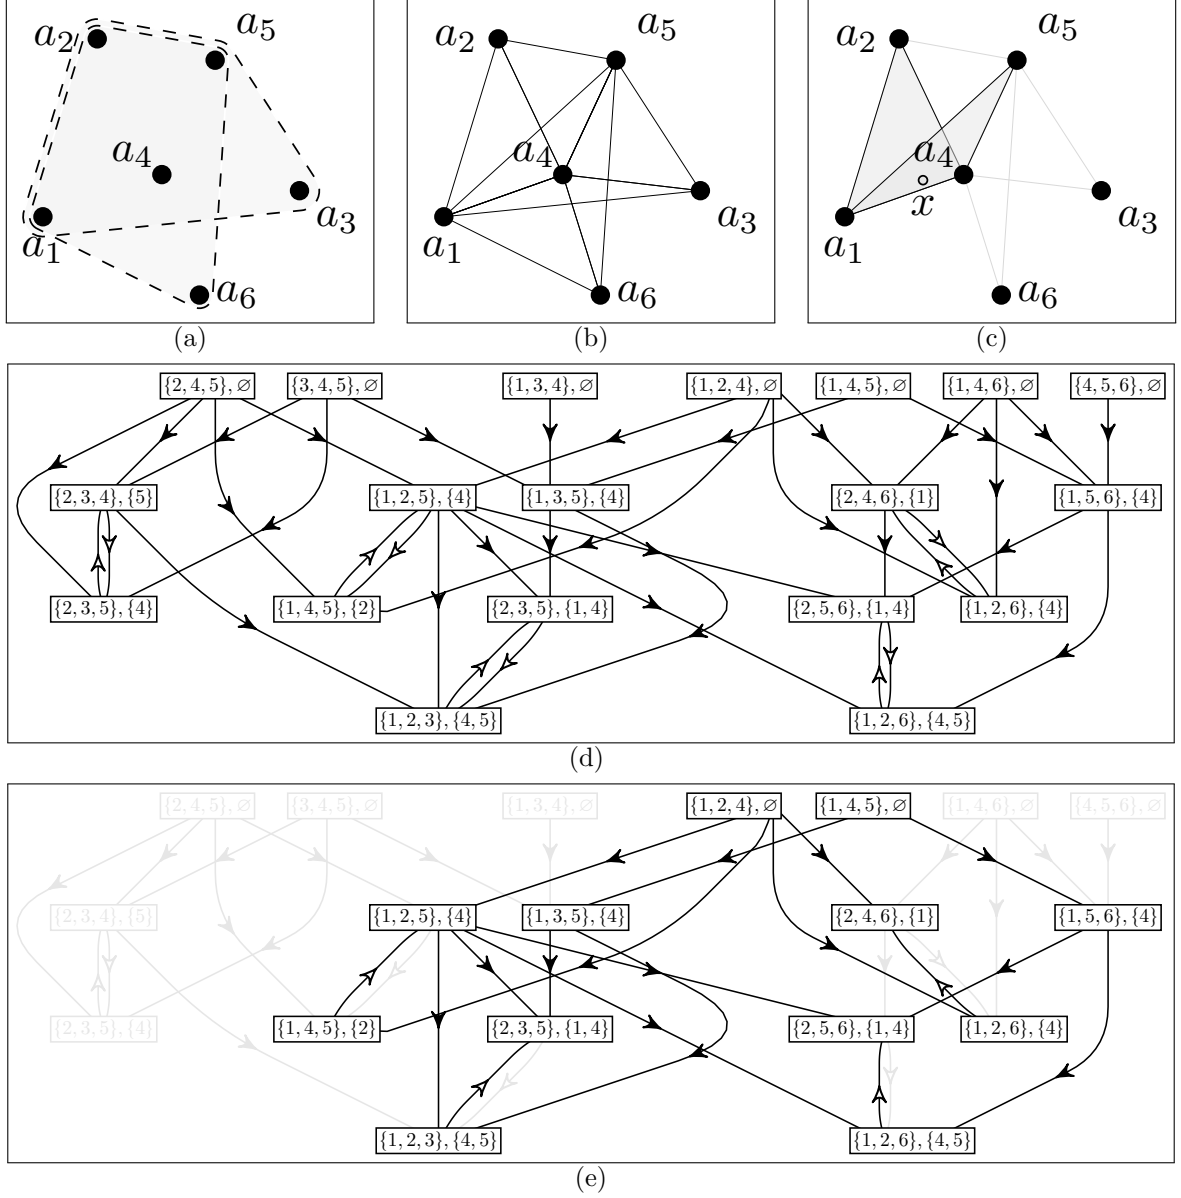 a₂ a₅ a₄ a₁ a₃ a₆
(a)
a₂ a₅ a₄ a₁ a₃ a₆
(b)
a₂ a₅ a₄ x a₁ a₃ a₆
(c)
{2, 4, 5}, ∅ {3, 4, 5}, ∅ {1, 3, 4}, ∅ {1, 2, 4}, ∅ {1, 4, 5}, ∅ {1, 4, 6}, ∅ {4, 5, 6}, ∅
{2, 3, 4}, {5} {1, 2, 5}, {4} {1, 3, 5}, {4} {2, 4, 6}, {1} {1, 5, 6}, {4}
{2, 3, 5}, {4} {1, 4, 5}, {2} {2, 3, 5}, {1, 4} {2, 5, 6}, {1, 4} {1, 2, 6}, {4}
{1, 2, 3}, {4, 5} {1, 2, 6}, {4, 5}
(d)
{2, 4, 5}, ∅ {3, 4, 5}, ∅ {1, 3, 4}, ∅ {1, 2, 4}, ∅ {1, 4, 5}, ∅ {1, 4, 6}, ∅ {4, 5, 6}, ∅
{2, 3, 4}, {5} {1, 2, 5}, {4} {1, 3, 5}, {4} {2, 4, 6}, {1} {1, 5, 6}, {4}
{2, 3, 5}, {4} {1, 4, 5}, {2} {2, 3, 5}, {1, 4} {2, 5, 6}, {1, 4} {1, 2, 6}, {4}
{1, 2, 3}, {4, 5} {1, 2, 6}, {4, 5}
(e)